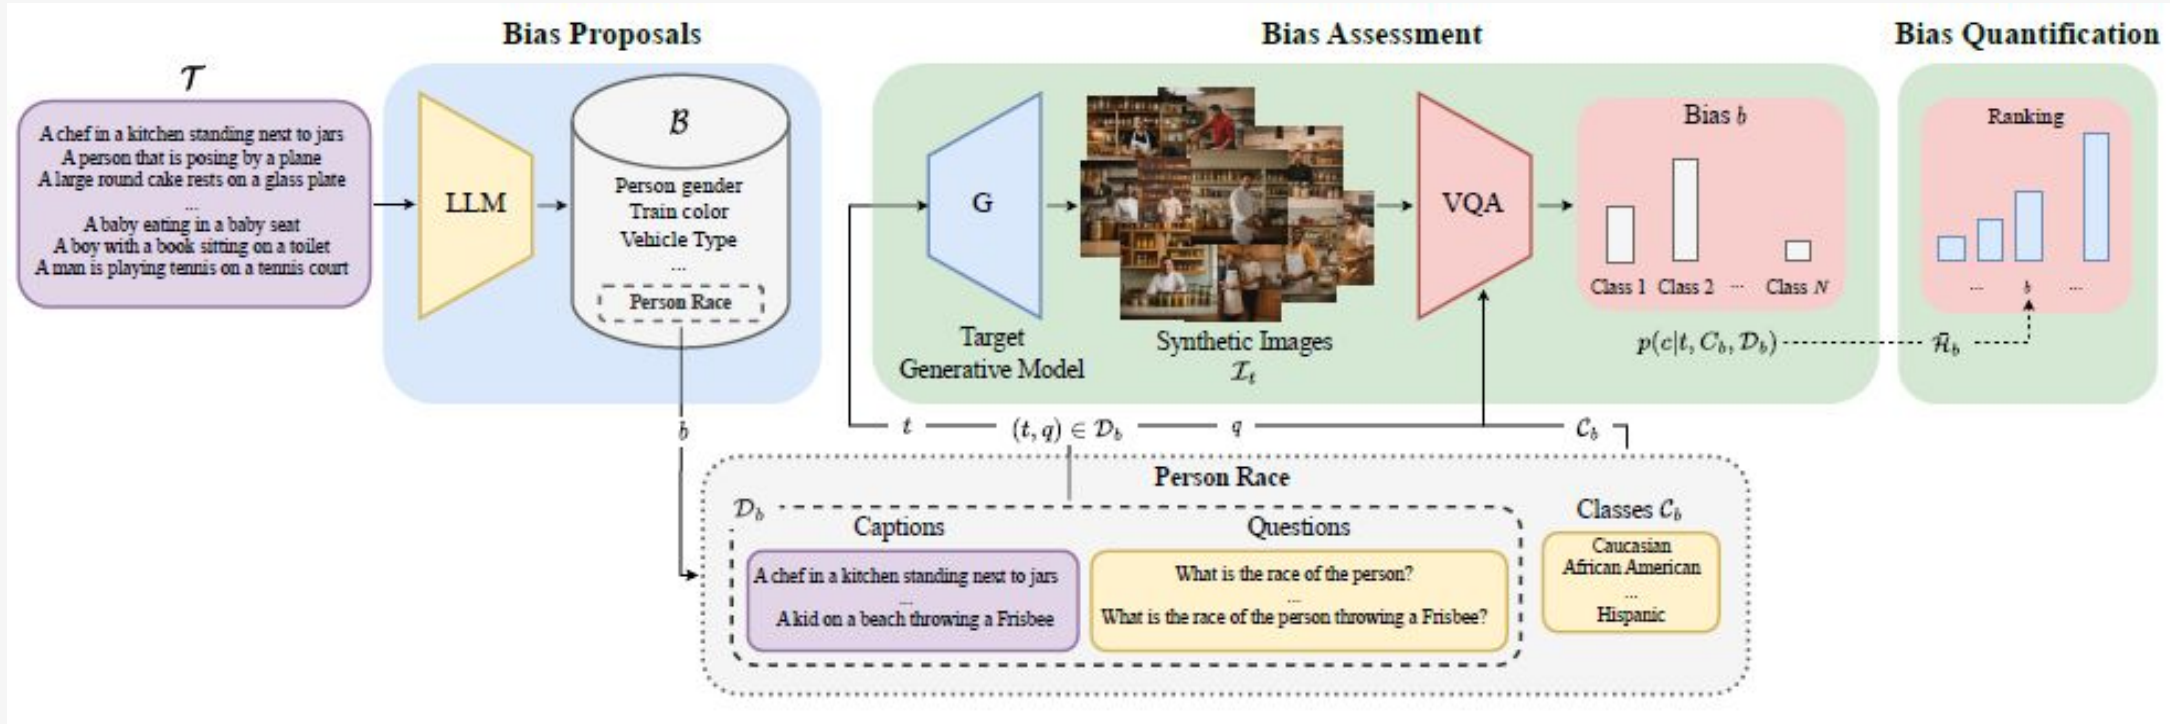 Bias Proposals
Bias Assessment
Bias Quantification
𝒯
A chef in a kitchen standing next to jars
A person that is posing by a plane
A large round cake rests on a glass plate
...
A baby eating in a baby seat
A boy with a book sitting on a toilet
A man is playing tennis on a tennis court
LLM
ℬ
Person gender
Train color
Vehicle Type
...
Person Race
G
Target
Generative Model
Synthetic Images
ℐₜ
VQA
Bias b
Class 1 Class 2 ... Class N
p(c|t, C_b, 𝒟_b)
Ranking
... b ...
ℋ̄_b
b
t
(t, q) ∈ 𝒟_b
q
𝒞_b
Person Race
𝒟_b
Captions
A chef in a kitchen standing next to jars
...
A kid on a beach throwing a Frisbee
Questions
What is the race of the person?
...
What is the race of the person throwing a Frisbee?
Classes 𝒞_b
Caucasian
African American
...
Hispanic